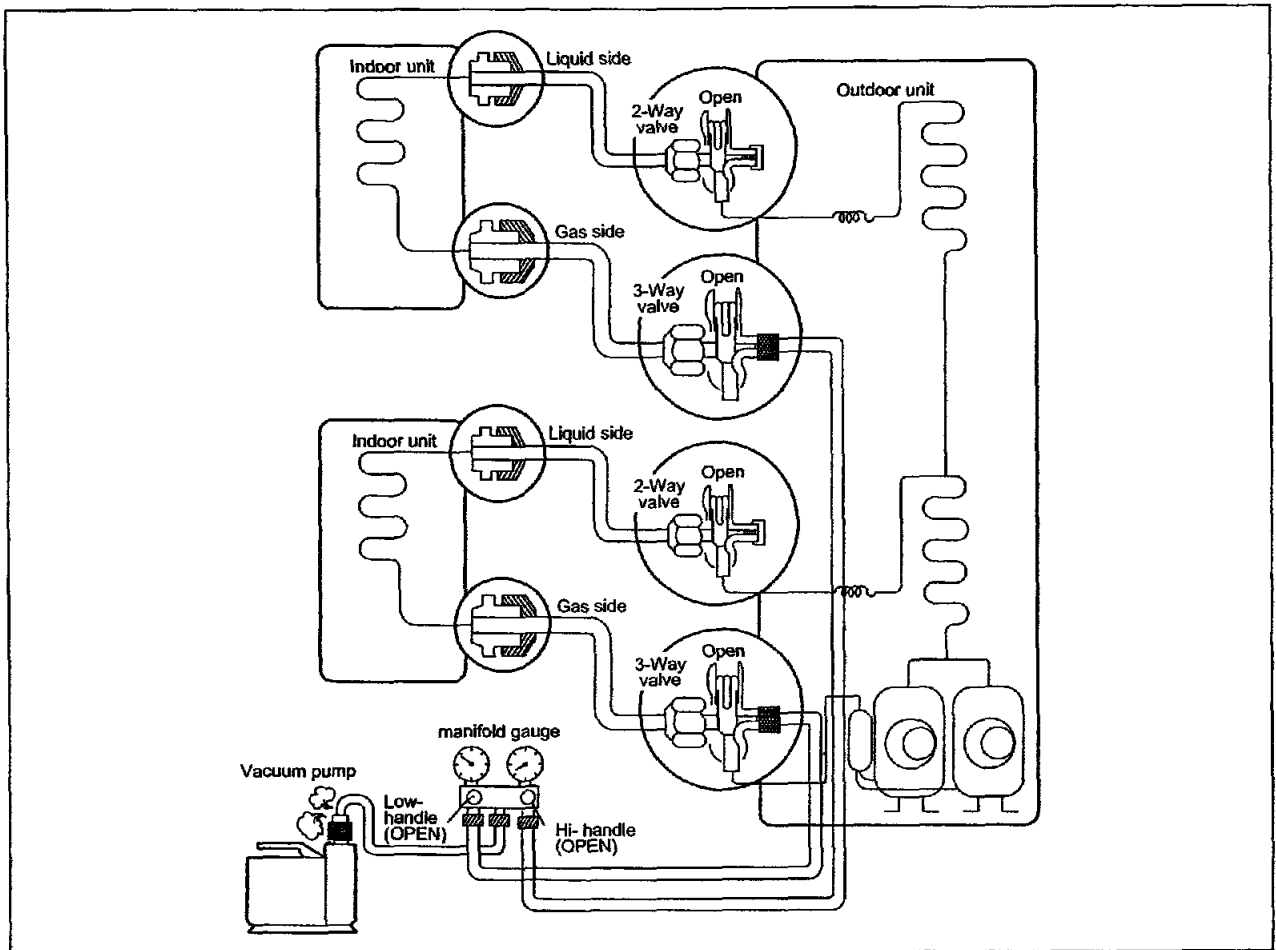 Indoor unit
Liquid side
2-Way
valve
Open
Outdoor unit
Gas side
3-Way
valve
Open
Indoor unit
Liquid side
2-Way
valve
Open
Gas side
3-Way
valve
Open
manifold gauge
Vacuum pump
Low-
handle
(OPEN)
Hi- handle
(OPEN)